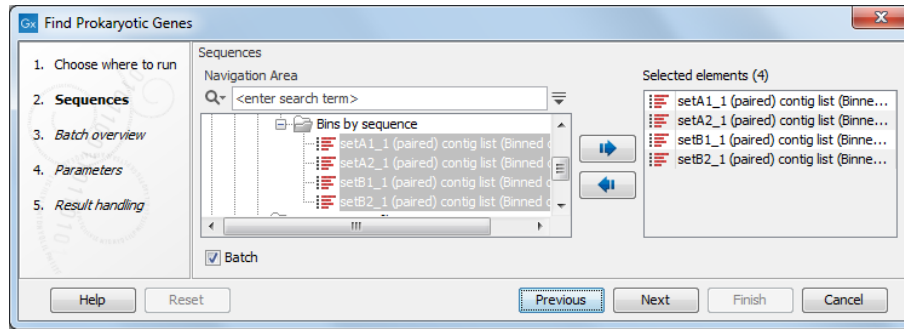 Gx Find Prokaryotic Genes
1. Choose where to run
2. Sequences
3. Batch overview
4. Parameters
5. Result handling
Sequences
Navigation Area
<enter search term>
Bins by sequence
setA1_1 (paired) contig list (Binned
setA2_1 (paired) contig list (Binned
setB1_1 (paired) contig list (Binned
setB2_1 (paired) contig list (Binned
Batch
Selected elements (4)
setA1_1 (paired) contig list (Binne...
setA2_1 (paired) contig list (Binne...
setB1_1 (paired) contig list (Binne...
setB2_1 (paired) contig list (Binne...
Help Reset Previous Next Finish Cancel